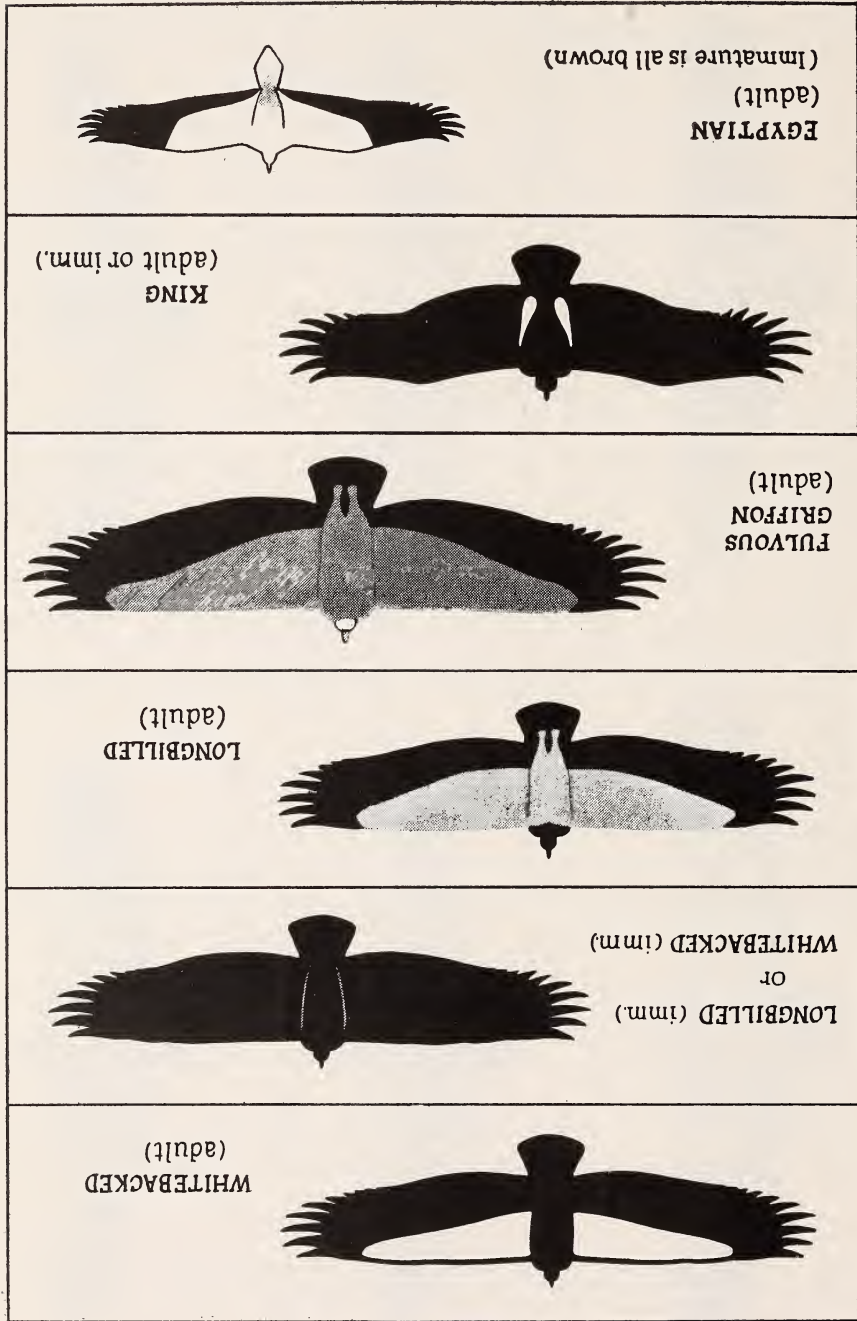 WHITEBACKED
(adult)
LONGBILLED (imm.)
or
WHITEBACKED (imm.)
LONGBILLED
(adult)
FULVOUS
GRIFFON
(adult)
KING
(adult or imm.)
EGYPTIAN
(adult)
(Immature is all brown)